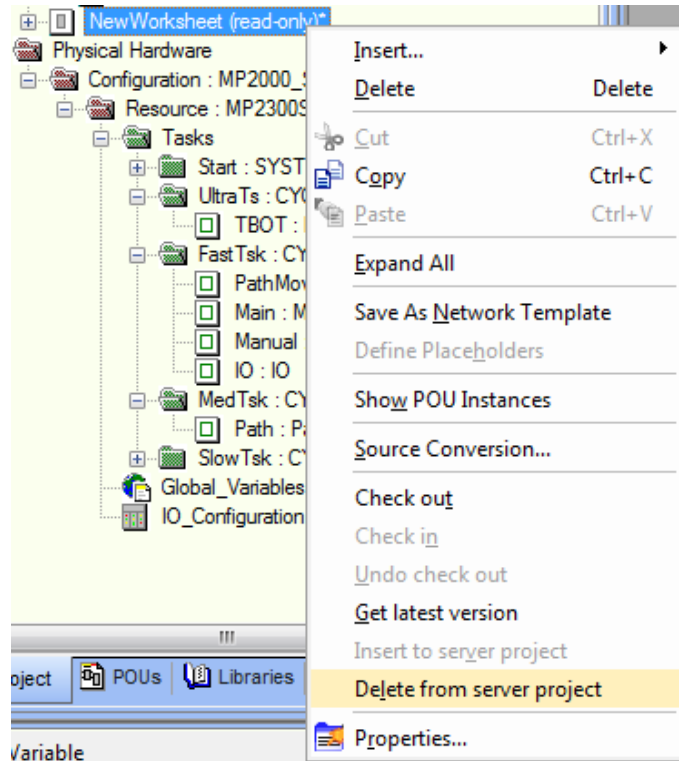 NewWorksheet (read-only)*
Physical Hardware
Configuration : MP2000_
Resource : MP2300S
Tasks
Start : SYST
UltraTs : CYC
TBOT :
FastTsk : CY
PathMov
Main : M
Manual
IO : IO
MedTsk : CY
Path : Pa
SlowTsk : C
Global_Variables
IO_Configuration
oject POUs Libraries
Variable
Insert...
Delete Delete
Cut Ctrl+X
Copy Ctrl+C
Paste Ctrl+V
Expand All
Save As Network Template
Define Placeholders
Show POU Instances
Source Conversion...
Check out
Check in
Undo check out
Get latest version
Insert to server project
Delete from server project
Properties...